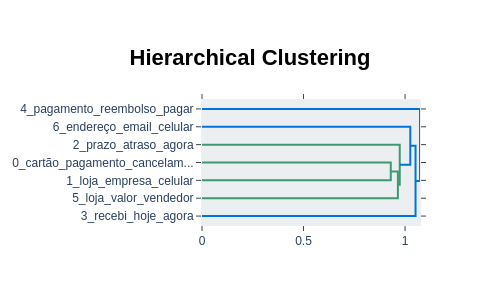 Hierarchical Clustering
4_pagamento_reembolso_pagar
6_endereço_email_celular
2_prazo_atraso_agora
0_cartão_pagamento_cancelam...
1_loja_empresa_celular
5_loja_valor_vendedor
3_recebi_hoje_agora
0 0.5 1